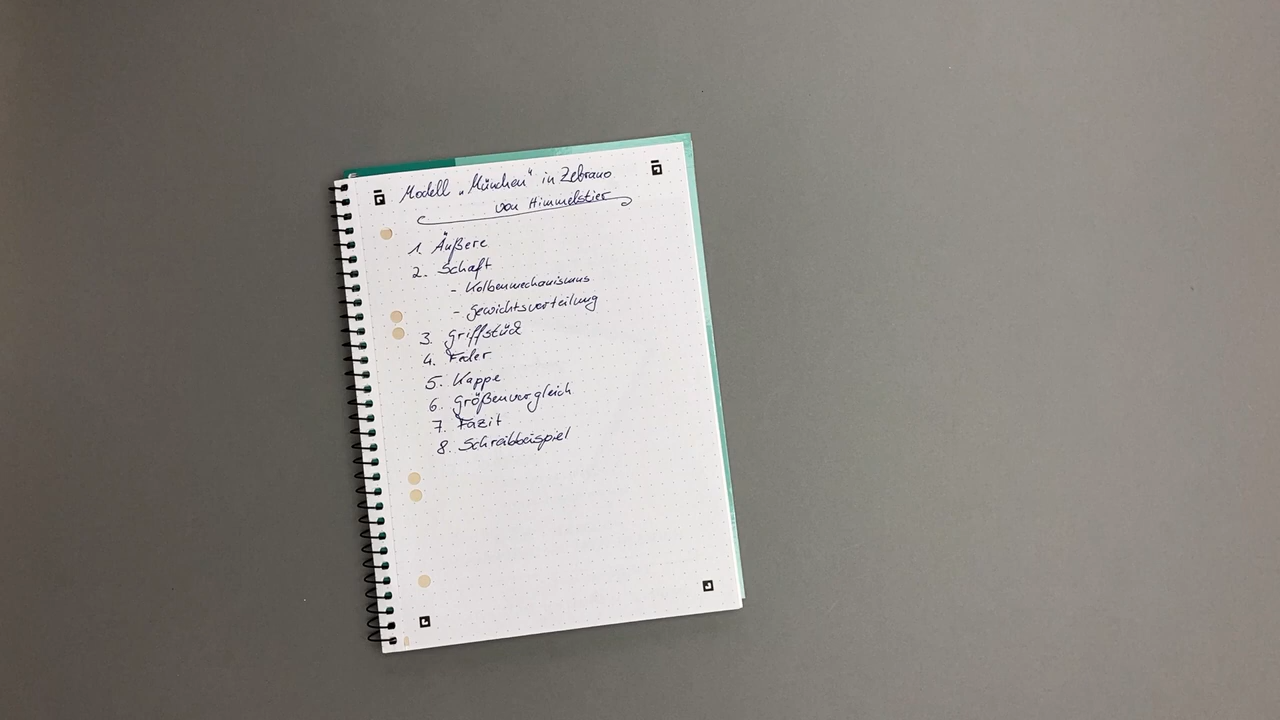 Modell „München" in Zebrano
von Himmelstier
1. Äußere
2. Schaft
- Kolbenmechanismus
- Gewichtsverteilung
3. Griffstück
4. Feder
5. Kappe
6. Größenvergleich
7. Fazit
8. Schreibbeispiel